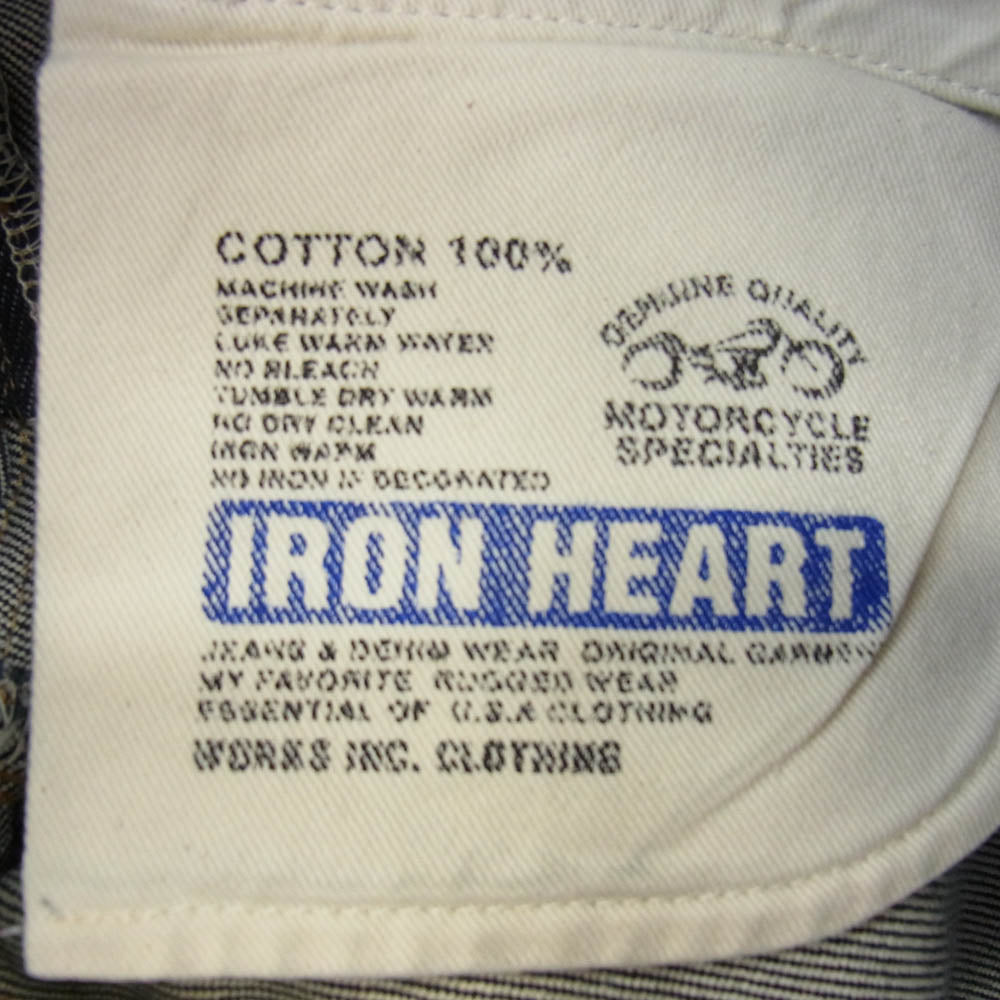 COTTON 100%
MACHINE WASH
SEPARATELY
LUKE WARM WATER
NO BLEACH
TUMBLE DRY WARM
NO DRY CLEAN
IRON WARM
NO IRON IF DECORATED
GENUINE QUALITY
MOTORCYCLE
SPECIALTIES
IRON HEART
JEANS & DENIM WEAR ORIGINAL
MY FAVORITE RUGGED WEAR
ESSENTIAL OF U.S.A CLOTHING
WORKS INC. CLOTHING